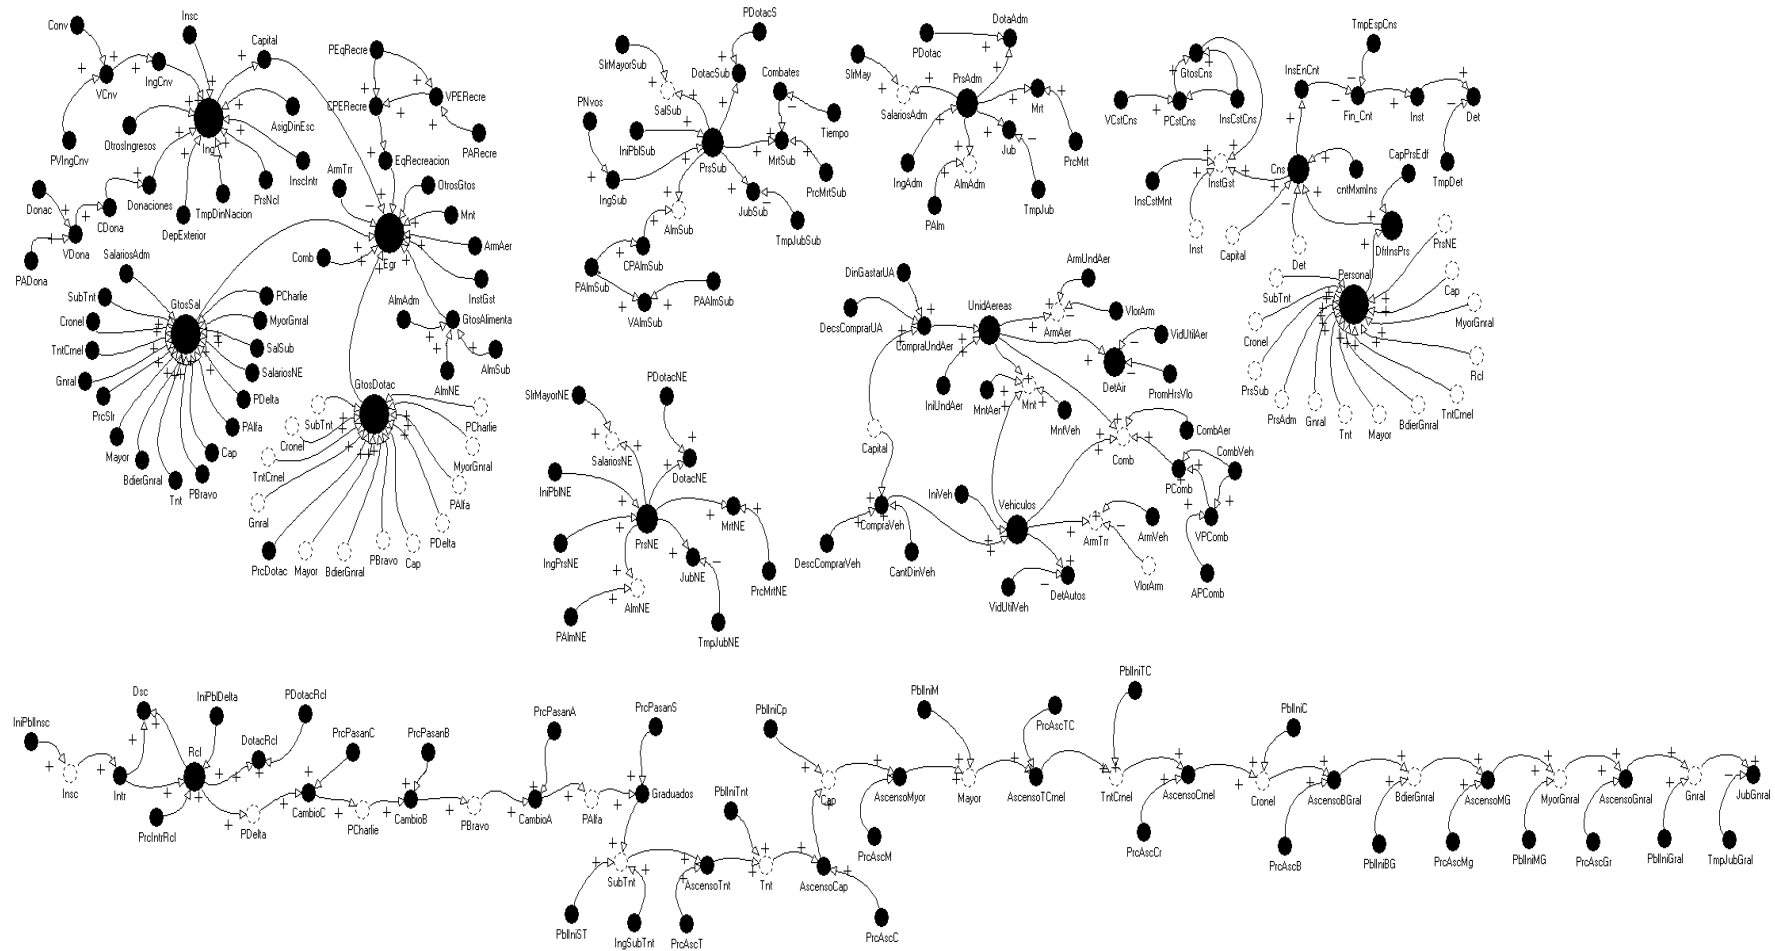 Conv
Insc
Capital
IngCnv
VCnv
PVIngCnv
OtrosIngresos
Ing
AsigDinEsc
InscIntr
PrsNcl
TmpDinNacion
DepExterior
Donaciones
CDona
VDona
Donac
PADona
PEqRecre
CPERecre
VPERecre
PARecre
EqRecreacion
ArmTrr
OtrosGtos
Mnt
ArmAer
InstGst
Egr
Comb
AlmAdm
GtosAlimenta
AlmNE
AlmSub
SalariosAdm
SubTnt
Cronel
TntCrnel
Gnral
PrcSlr
Mayor
BdierGnral
Tnt
PBravo
Cap
PAlfa
PDelta
SalariosNE
SalSub
MyorGnral
PCharlie
GtosSal
GtosDotac
SubTnt
Cronel
TntCrnel
Gnral
PrcDotac
Mayor
BdierGnral
PBravo
Cap
PDelta
PAlfa
MyorGnral
PCharlie
PDotacS
SlrMayorSub
DotacSub
Combates
SalSub
PNvos
Tiempo
IniPblSub
PrsSub
MrtSub
PrcMrtSub
IngSub
JubSub
TmpJubSub
AlmSub
CPAlmSub
PAlmSub
VAlmSub
PAAlmSub
DotaAdm
PDotac
SlrMay
SalariosAdm
PrsAdm
Mrt
Jub
PrcMrt
IngAdm
AlmAdm
PAlm
TmpJub
TmpEspCns
GtosCns
InsEnCnt
VCstCns
PCstCns
InsCstCns
Fin_Cnt
Inst
Det
TmpDet
InstGst
InsCstMnt
Inst
Capital
Det
Cns
cntMxmIns
CapPrsEdf
DfrInsPrs
Personal
PrsNE
Cap
MyorGnral
Rcl
TntCrnel
BdierGnral
Mayor
Tnt
Gnral
PrsAdm
PrsSub
Cronel
SubTnt
DinGastarUA
DecsComprarUA
CompraUndAer
UnidAereas
ArmUndAer
ArmAer
VlorArm
VidUtilAer
DetAir
PromHrsVlo
IniUndAer
MntAer
Mnt
MntVeh
Comb
CombAer
CombVeh
PComb
VPComb
APComb
Capital
CompraVeh
DescComprarVeh
CantDinVeh
IniVeh
Vehiculos
ArmTrr
ArmVeh
VlorArm
DetAutos
VidUtilVeh
PDotacNE
SlrMayorNE
SalariosNE
DotacNE
IniPblNE
PrsNE
MrtNE
IngPrsNE
JubNE
PrcMrtNE
AlmNE
PAlmNE
TmpJubNE
IniPblInsc
Insc
Intr
Dsc
Rcl
IniPblDelta
PDotacRcl
DotacRcl
PrcIntrRcl
PDelta
CambioC
PrcPasanC
PCharlie
CambioB
PrcPasanB
PBravo
CambioA
PrcPasanA
PAlfa
Graduados
PrcPasanS
SubTnt
PblIniST
IngSubTnt
AscensoTnt
PrcAscT
PblIniTnt
Tnt
AscensoCap
PrcAscC
PblIniCp
Cap
AscensoMyor
PrcAscM
PblIniM
Mayor
AscensoTCrnel
PrcAscTC
PblIniTC
TntCrnel
AscensoCrnel
PrcAscCr
PblIniC
Cronel
AscensoBGral
PrcAscB
BdierGnral
PblIniBG
AscensoMG
PrcAscMg
MyorGnral
PblIniMG
AscensoGnral
PrcAscGr
Gnral
PblIniGral
JubGnral
TmpJubGral